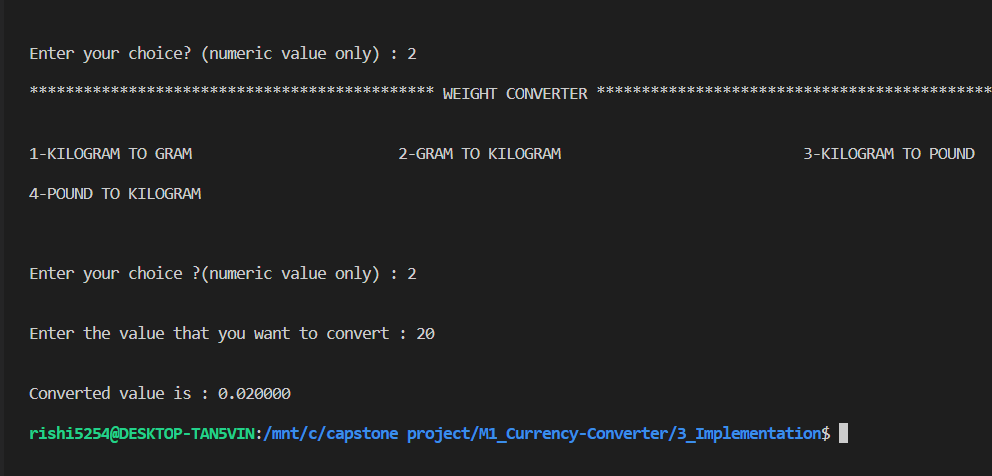 Enter your choice? (numeric value only) : 2
********************************************* WEIGHT CONVERTER ********************************************
1-KILOGRAM TO GRAM 2-GRAM TO KILOGRAM 3-KILOGRAM TO POUND
4-POUND TO KILOGRAM
Enter your choice ?(numeric value only) : 2
Enter the value that you want to convert : 20
Converted value is : 0.020000
rishi5254@DESKTOP-TAN5VIN:/mnt/c/capstone project/M1_Currency-Converter/3_Implementation$